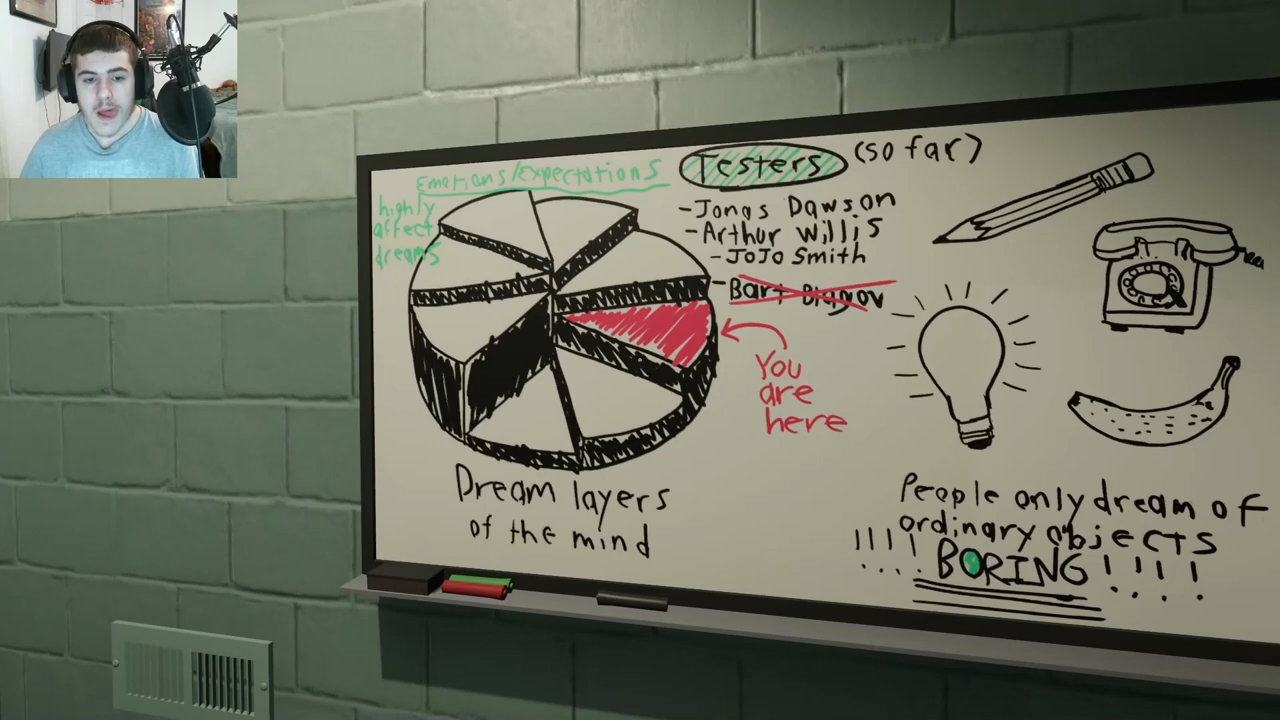 Emotions/Expectations
highly
affect
dreams
Testers (so far)
-Jonas Dawson
-Arthur Willis
-JoJo Smith
-Bart
You
are
here
Dream layers
of the mind
People only dream of
ordinary objects
!!!! BORING !!!!